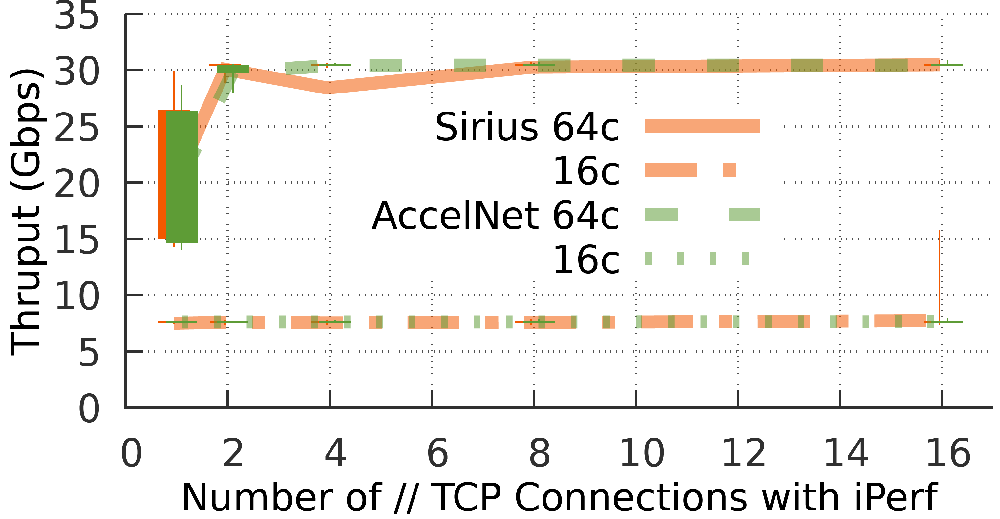 35
30
25
20
15
10
5
0
Thruput (Gbps)
Sirius 64c
16c
AccelNet 64c
16c
0 2 4 6 8 10 12 14 16
Number of // TCP Connections with iPerf